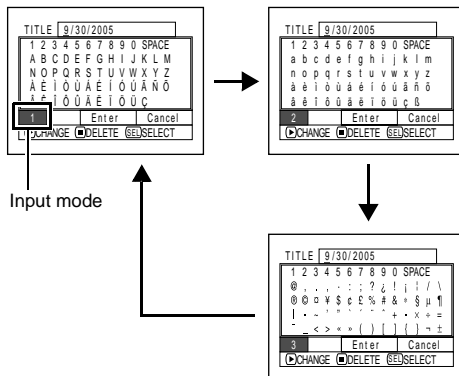 TITLE 9/30/2005
1 2 3 4 5 6 7 8 9 0 SPACE
A B C D E F G H I J K L M
N O P Q R S T U V W X Y Z
À È Ì Ò Ù Á É Í Ó Ú Ã Ñ Õ
Â Ê Î Ô Û Ä Ë Ï Ö Ü Ç
1 Enter Cancel
CHANGE DELETE SEL SELECT
Input mode
TITLE 9/30/2005
1 2 3 4 5 6 7 8 9 0 SPACE
a b c d e f g h i j k l m
n o p q r s t u v w x y z
à è ì ò ù á é í ó ú ã ñ õ
â ê î ô û ä ë ï ö ü ç ß
2 Enter Cancel
CHANGE DELETE SEL SELECT
TITLE 9/30/2005
1 2 3 4 5 6 7 8 9 0 SPACE
@ . , . · : ; ? ¿ ! ¡ / \
® © ¤ ¥ $ ¢ £ % # & ° § µ ¶
+ · × ÷ =
_ < > « » ( ) [ ] { } ¬ ±
3 Enter Cancel
CHANGE DELETE SEL SELECT